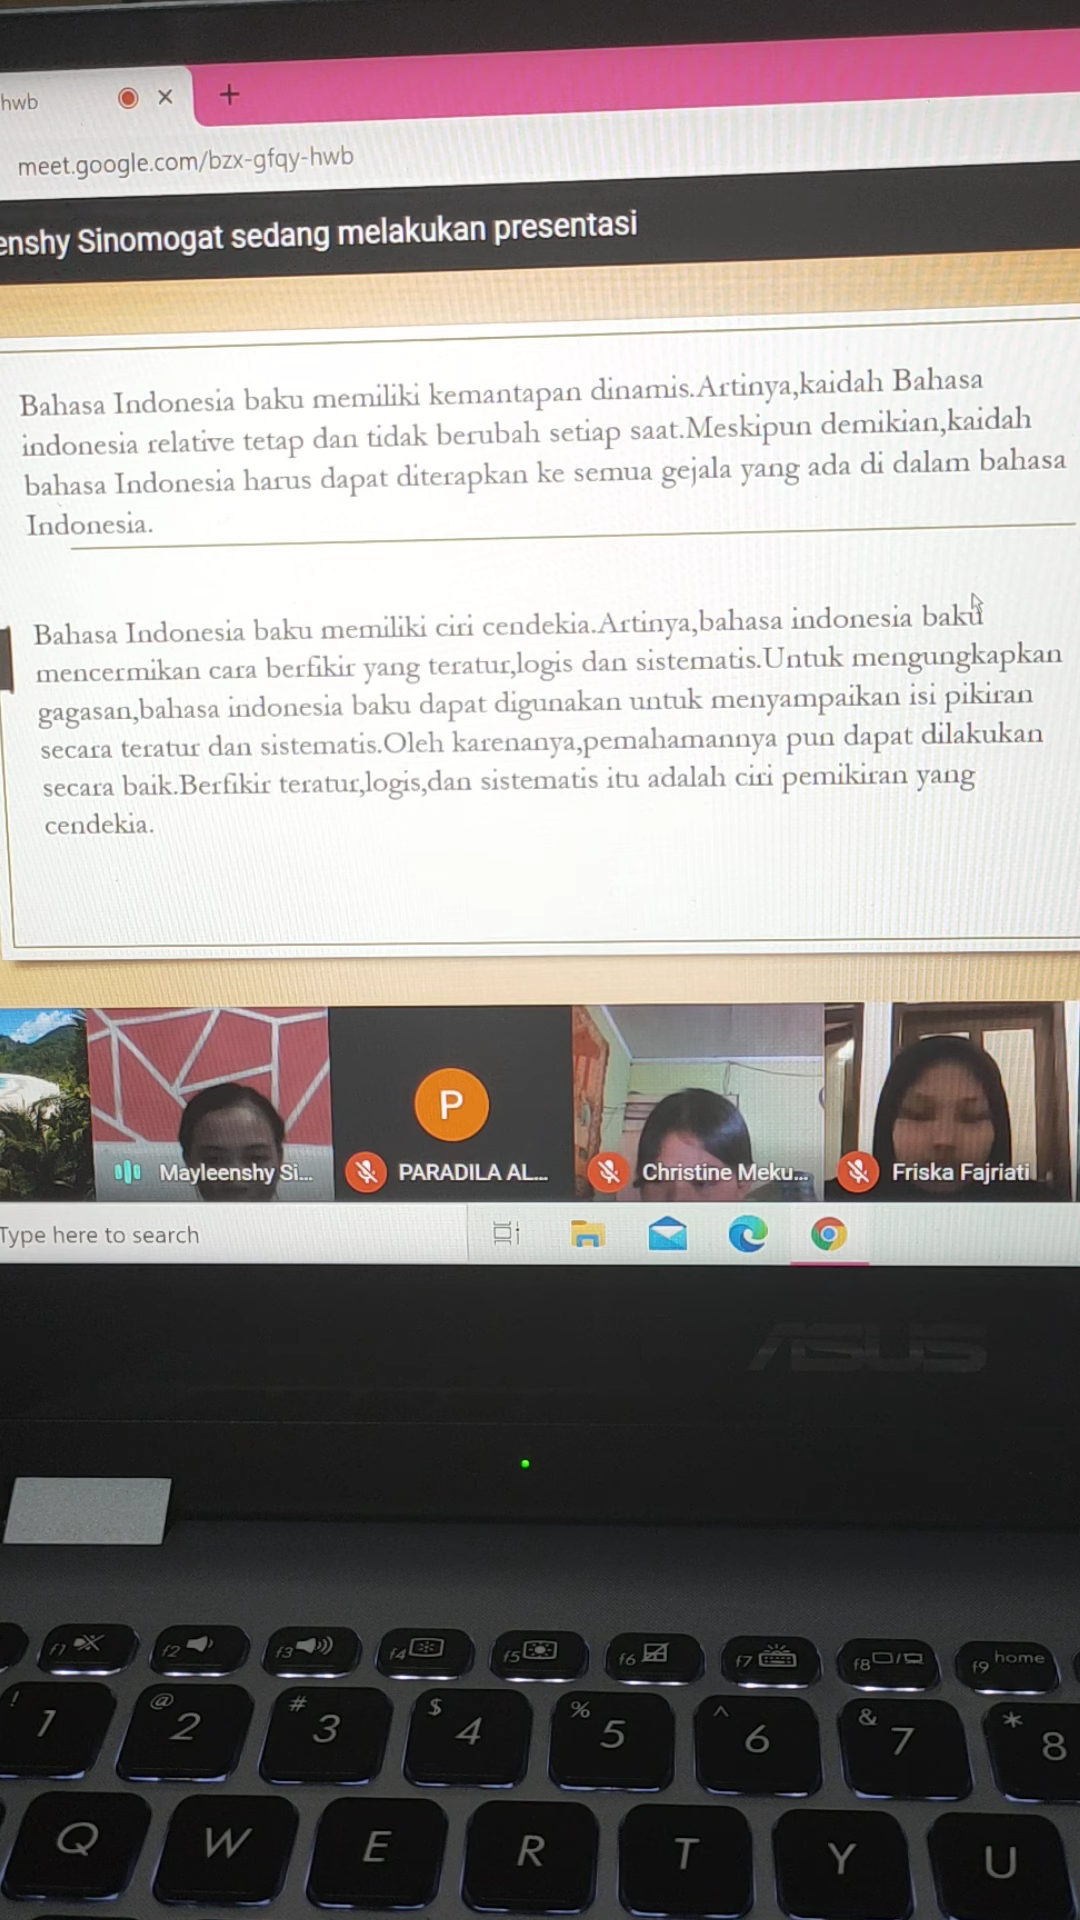 hwb
meet.google.com/bzx-gfqy-hwb
enshy Sinomogat sedang melakukan presentasi
Bahasa Indonesia baku memiliki kemantapan dinamis.Artinya,kaidah Bahasa
indonesia relative tetap dan tidak berubah setiap saat.Meskipun demikian,kaidah
bahasa Indonesia harus dapat diterapkan ke semua gejala yang ada di dalam bahasa
Indonesia.
Bahasa Indonesia baku memiliki ciri cendekia.Artinya,bahasa indonesia baku
mencermikan cara berfikir yang teratur,logis dan sistematis.Untuk mengungkapkan
gagasan,bahasa indonesia baku dapat digunakan untuk menyampaikan isi pikiran
secara teratur dan sistematis.Oleh karenanya,pemahamannya pun dapat dilakukan
secara baik.Berfikir teratur,logis,dan sistematis itu adalah ciri pemikiran yang
cendekia.
P
Mayleenshy Si... PARADILA AL... Christine Meku... Friska Fajriati
Type here to search
ASUS
f1 f2 f3 f4 f5 f6 f7 f8 f9 home
! 1 @ 2 # 3 $ 4 % 5 ^ 6 & 7 * 8
Q W E R T Y U